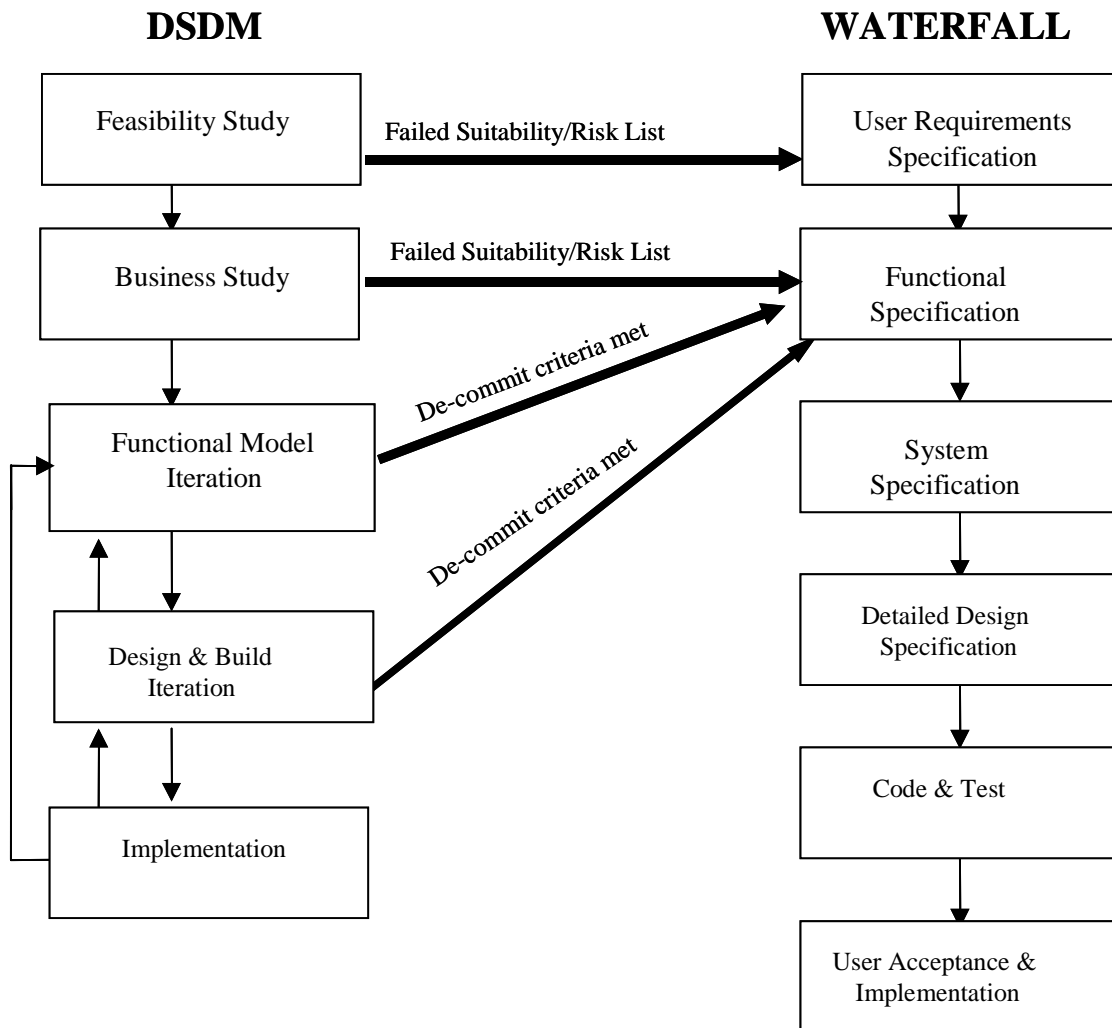 DSDM
WATERFALL
Feasibility Study
Failed Suitability/Risk List
User Requirements
Specification
Business Study
Failed Suitability/Risk List
Functional
Specification
De-commit criteria met
Functional Model
Iteration
System
Specification
De-commit criteria met
Design & Build
Iteration
Detailed Design
Specification
Code & Test
Implementation
User Acceptance &
Implementation